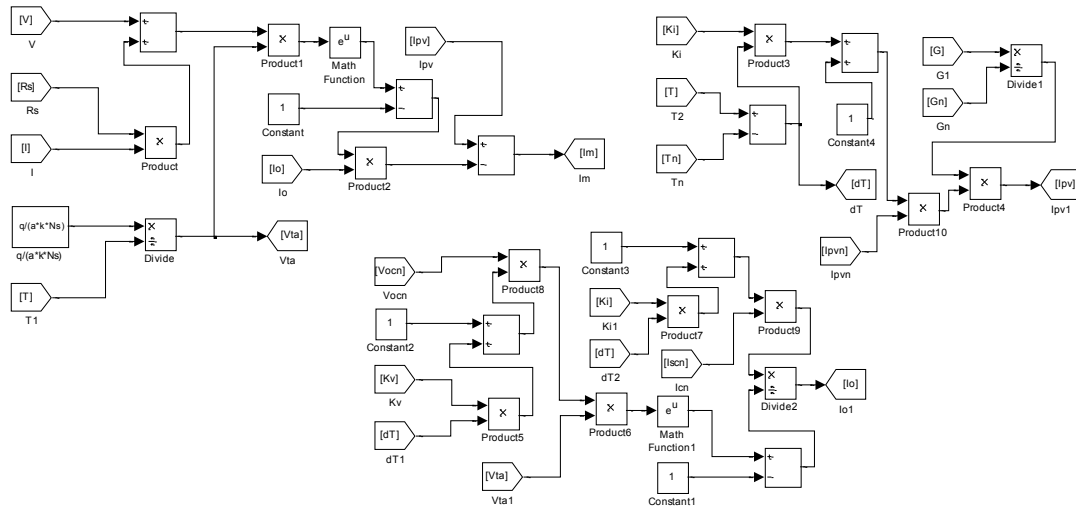 [V]
V
[Rs]
Rs
[I]
I
+
+
×
Product
×
Product1
e^u
Math
Function
[Ipv]
Ipv
1
Constant
+
−
[Io]
Io
×
Product2
+
−
[Im]
Im
q/(a*k*Ns)
q/(a*k*Ns)
×
÷
Divide
[T]
T1
[Vta]
Vta
[Ki]
Ki
×
Product3
+
+
[T]
T2
[Tn]
Tn
+
−
1
Constant4
[dT]
dT
[G]
G1
[Gn]
Gn
×
÷
Divide1
×
Product10
[Ipvn]
Ipvn
×
Product4
[Ipv]
Ipv1
[Vocn]
Vocn
×
Product8
1
Constant2
+
+
[Kv]
Kv
[dT]
dT1
×
Product5
[Vta]
Vta1
×
Product6
e^u
Math
Function1
1
Constant1
+
−
1
Constant3
+
+
[Ki]
Ki1
[dT]
dT2
×
Product7
[Iscn]
Icn
×
Product9
×
÷
Divide2
[Io]
Io1